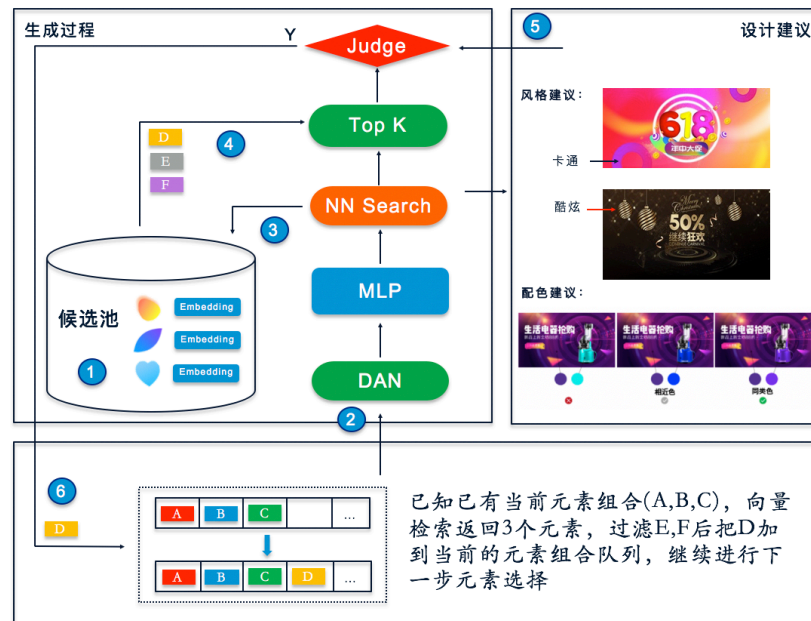 生成过程
Y
Judge
5
设计建议
Top K
D
E
F
4
NN Search
3
MLP
候选池
Embedding
Embedding
Embedding
1
DAN
2
风格建议:
618
年中大促
卡通
酷炫
Merry Christmas
50%
继续狂欢
配色建议:
生活电器抢购
生活电器抢购
生活电器抢购
相近色
同类色
6
D
A B C ...
A B C D ...
已知已有当前元素组合(A,B,C), 向量
检索返回3个元素, 过滤E,F后把D加
到当前的元素组合队列, 继续进行下
一步元素选择